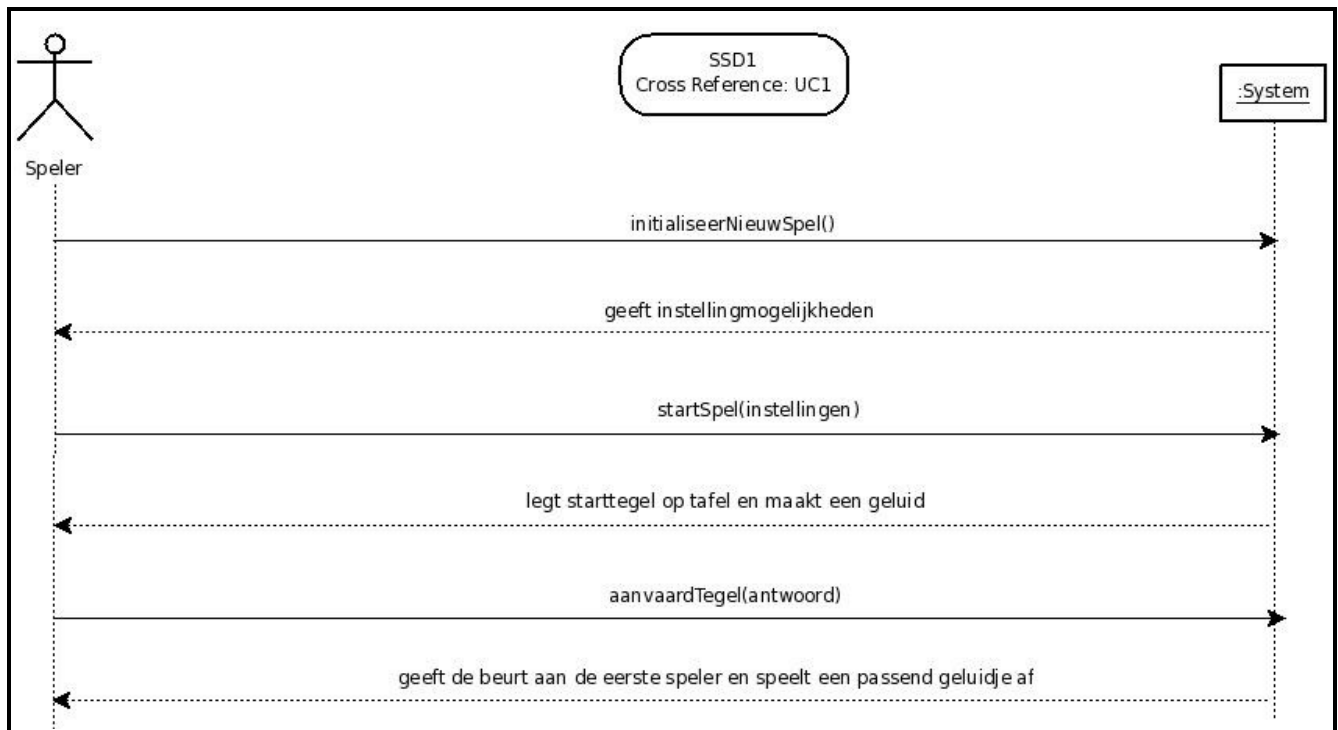 SSD1
Cross Reference: UC1
:System
Speler
initialiseerNieuwSpel()
geeft instellingmogelijkheden
startSpel(instellingen)
legt starttegel op tafel en maakt een geluid
aanvaardTegel(antwoord)
geeft de beurt aan de eerste speler en speelt een passend geluidje af